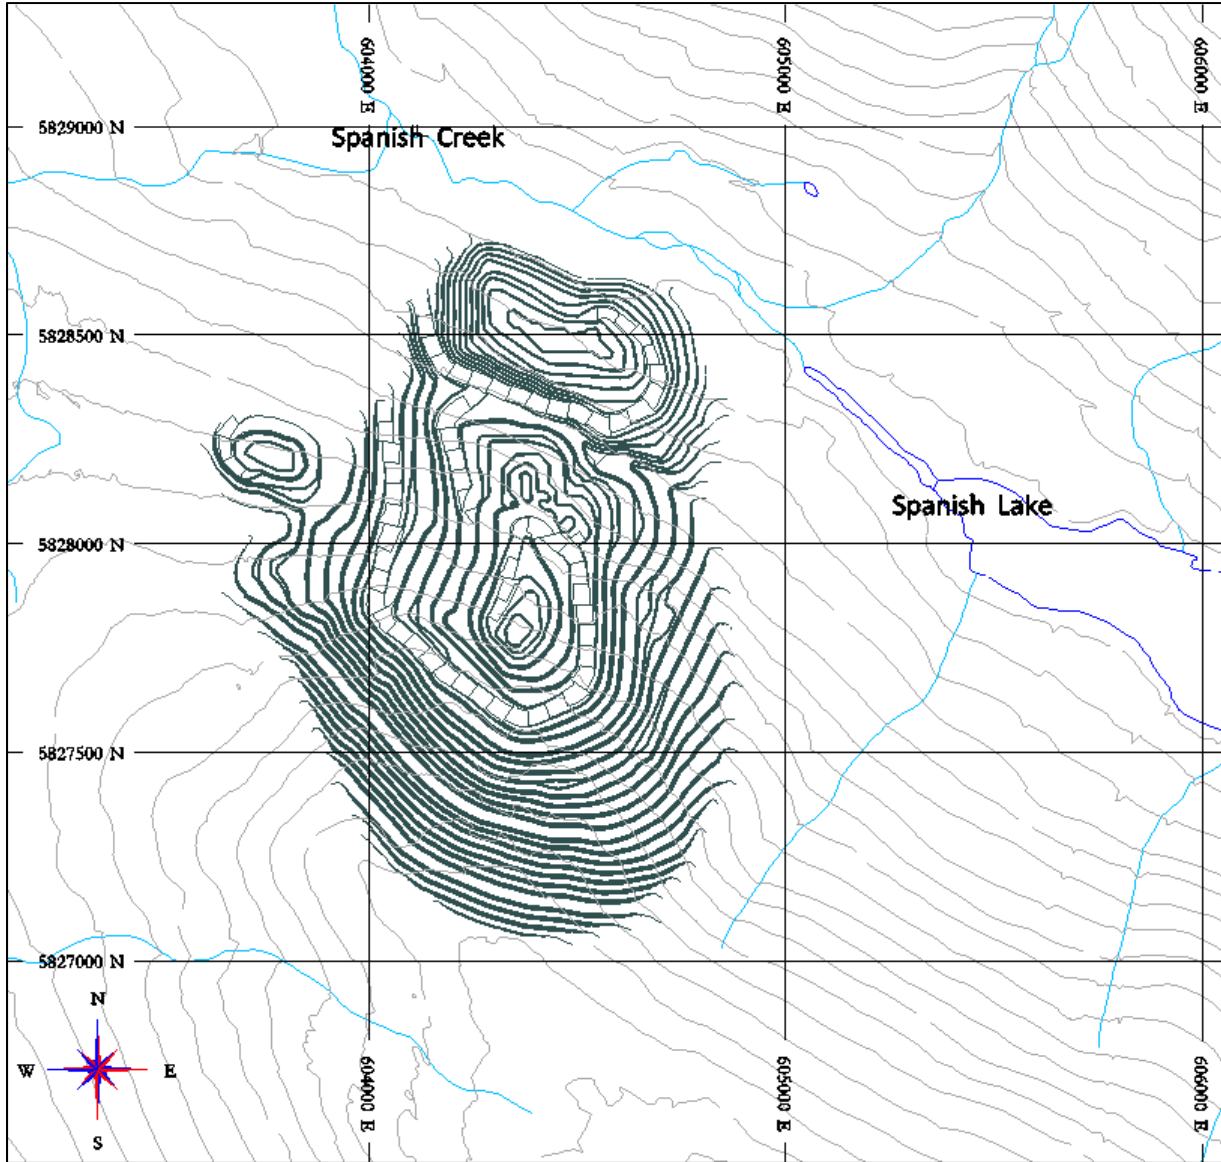 604000 E
605000 E
606000 E
5829000 N
Spanish Creek
5828500 N
Spanish Lake
5828000 N
5827500 N
5827000 N
N
W E
S
604000 E
605000 E
606000 E